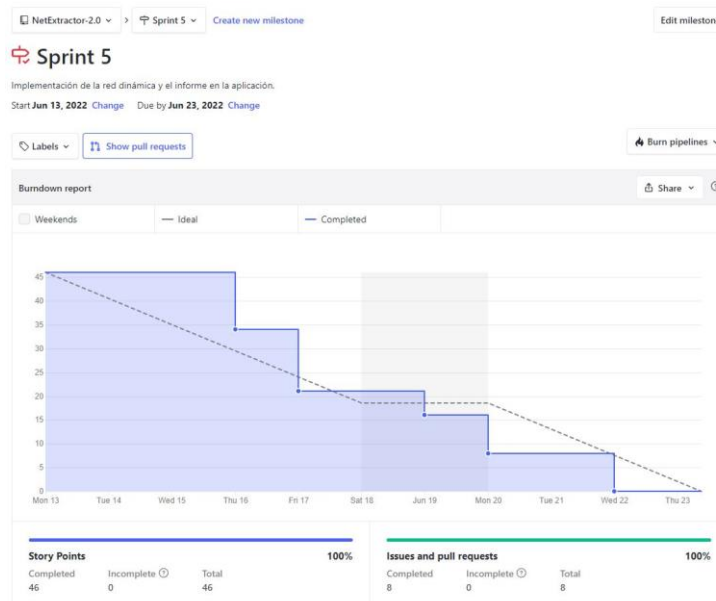 NetExtractor-2.0 > Sprint 5 Create new milestone Edit mileston
Sprint 5
Implementación de la red dinámica y el informe en la aplicación.
Start Jun 13, 2022 Change Due by Jun 23, 2022 Change
Labels Show pull requests Burn pipelines
Burndown report Share
Weekends Ideal Completed
45
40
35
30
25
20
15
10
5
0
Mon 13 Tue 14 Wed 15 Thu 16 Fri 17 Sat 18 Jun 19 Mon 20 Tue 21 Wed 22 Thu 23
Story Points 100% Issues and pull requests 100%
Completed Incomplete Total Completed Incomplete Total
46 0 46 8 0 8